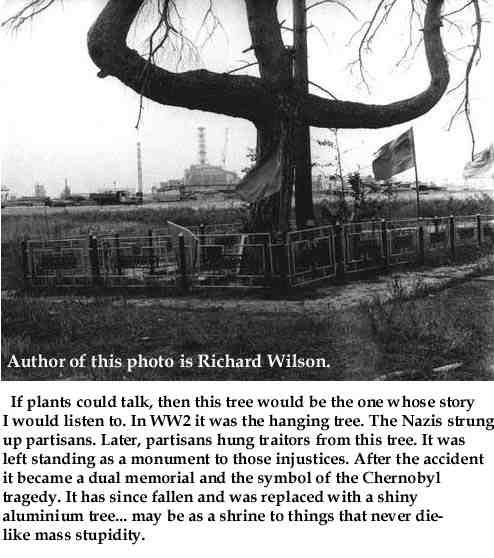 Author of this photo is Richard Wilson.
If plants could talk, then this tree would be the one whose story
I would listen to. In WW2 it was the hanging tree. The Nazis strung
up partisans. Later, partisans hung traitors from this tree. It was
left standing as a monument to those injustices. After the accident
it became a dual memorial and the symbol of the Chernobyl
tragedy. It has since fallen and was replaced with a shiny
aluminium tree... may be as a shrine to things that never die-
like mass stupidity.